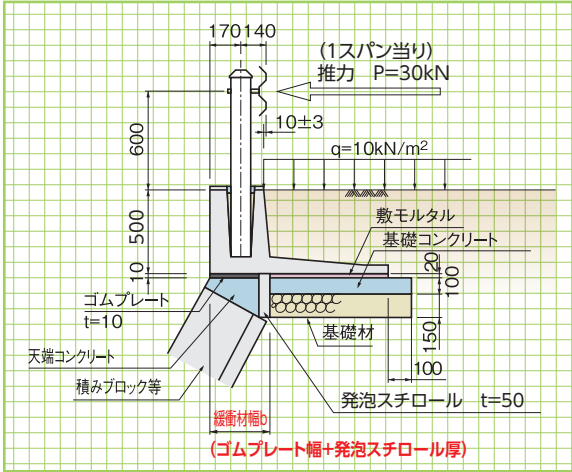 170 140
(1スパン当り)
推力 P=30kN
10±3
600
q=10kN/m²
500
敷モルタル
基礎コンクリート
10
20
100
ゴムプレート
t=10
基礎材
150
天端コンクリート
100
積みブロック等
発泡スチロール t=50
緩衝材幅b
(ゴムプレート幅+発泡スチロール厚)